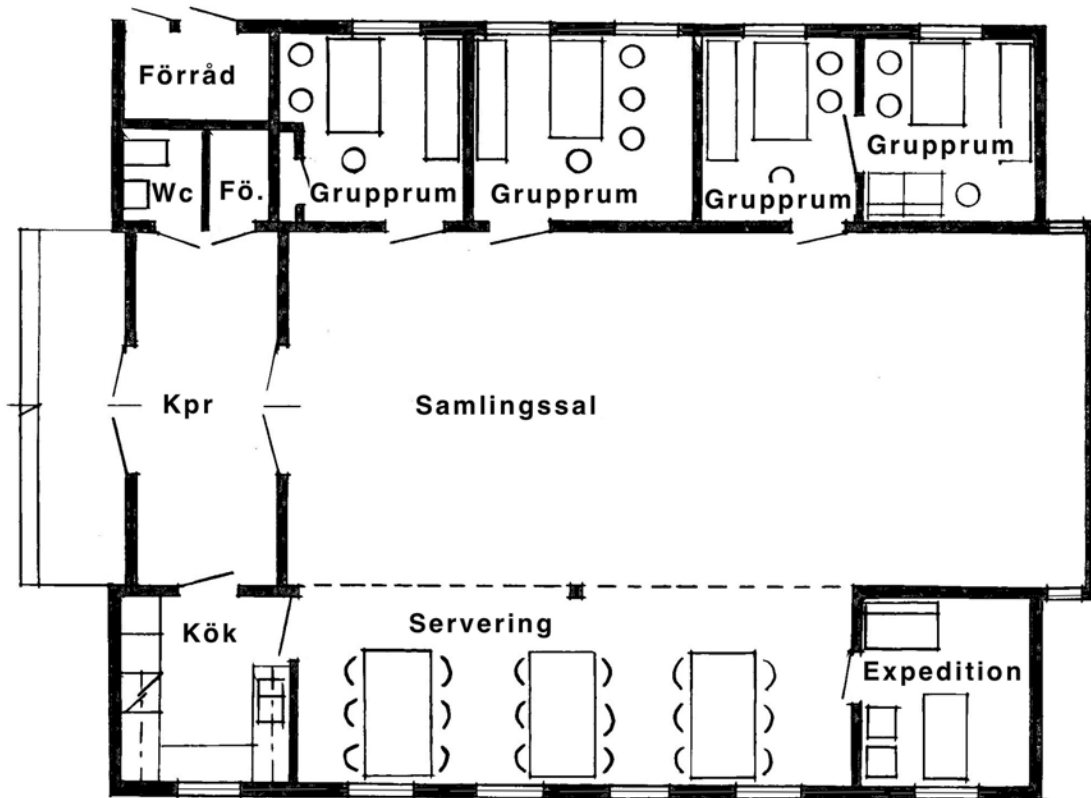 Förråd
Wc
Fö.
Grupprum
Grupprum
Grupprum
Grupprum
Kpr
Samlingssal
Kök
Servering
Expedition